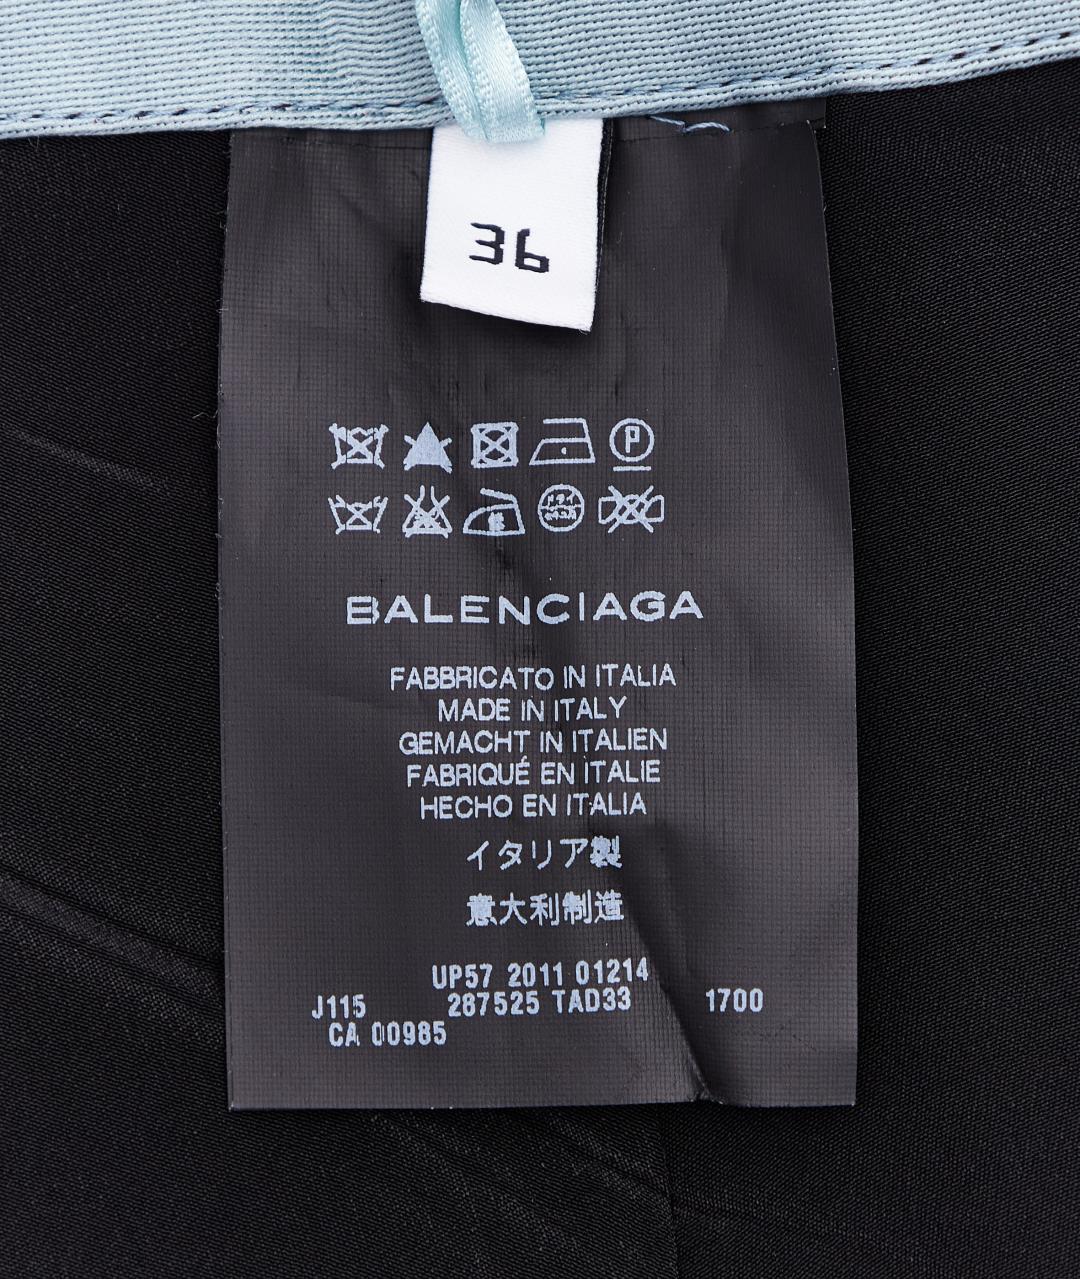 36
P
BALENCIAGA
FABBRICATO IN ITALIA
MADE IN ITALY
GEMACHT IN ITALIEN
FABRIQUÉ EN ITALIE
HECHO EN ITALIA
イタリア製
意大利制造
UP57 2011 01214
J115 287525 TAD33 1700
CA 00985